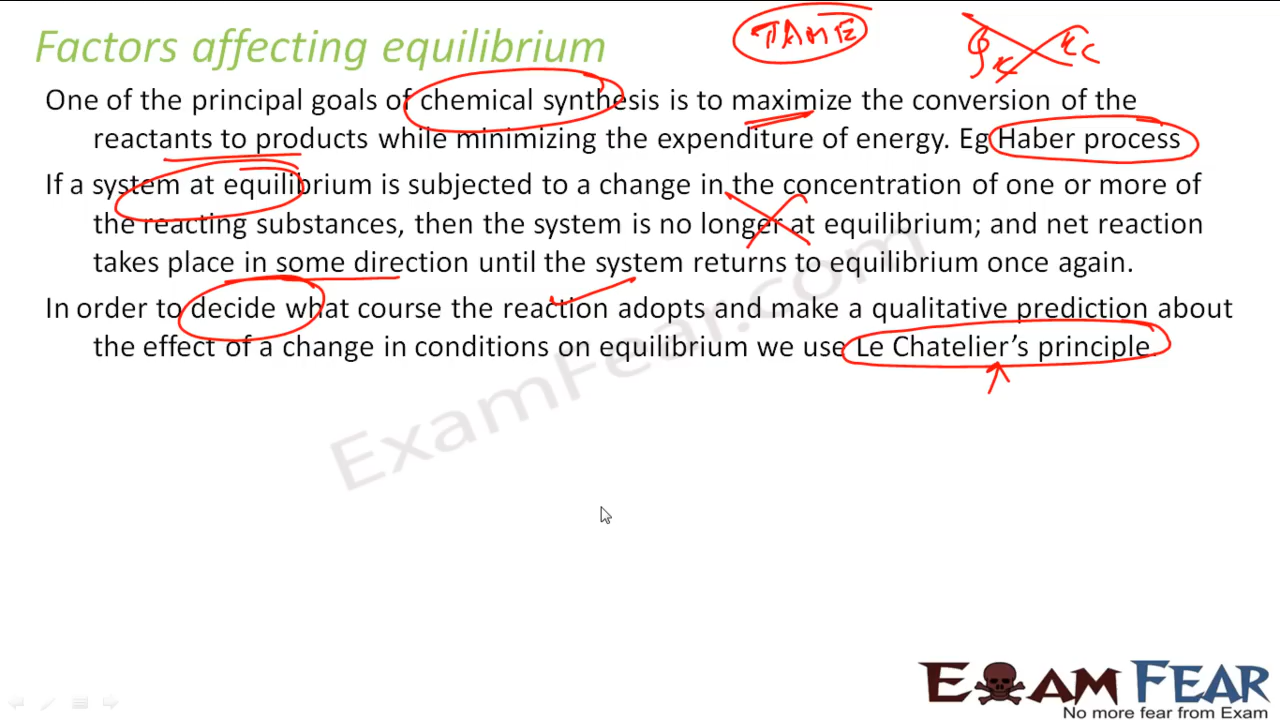 Factors affecting equilibrium
One of the principal goals of chemical synthesis is to maximize the conversion of the
reactants to products while minimizing the expenditure of energy. Eg Haber process
If a system at equilibrium is subjected to a change in the concentration of one or more of
the reacting substances, then the system is no longer at equilibrium; and net reaction
takes place in some direction until the system returns to equilibrium once again.
In order to decide what course the reaction adopts and make a qualitative prediction about
the effect of a change in conditions on equilibrium we use Le Chatelier's principle.
ExamFear.com
EXAM FEAR
No more fear from Exam